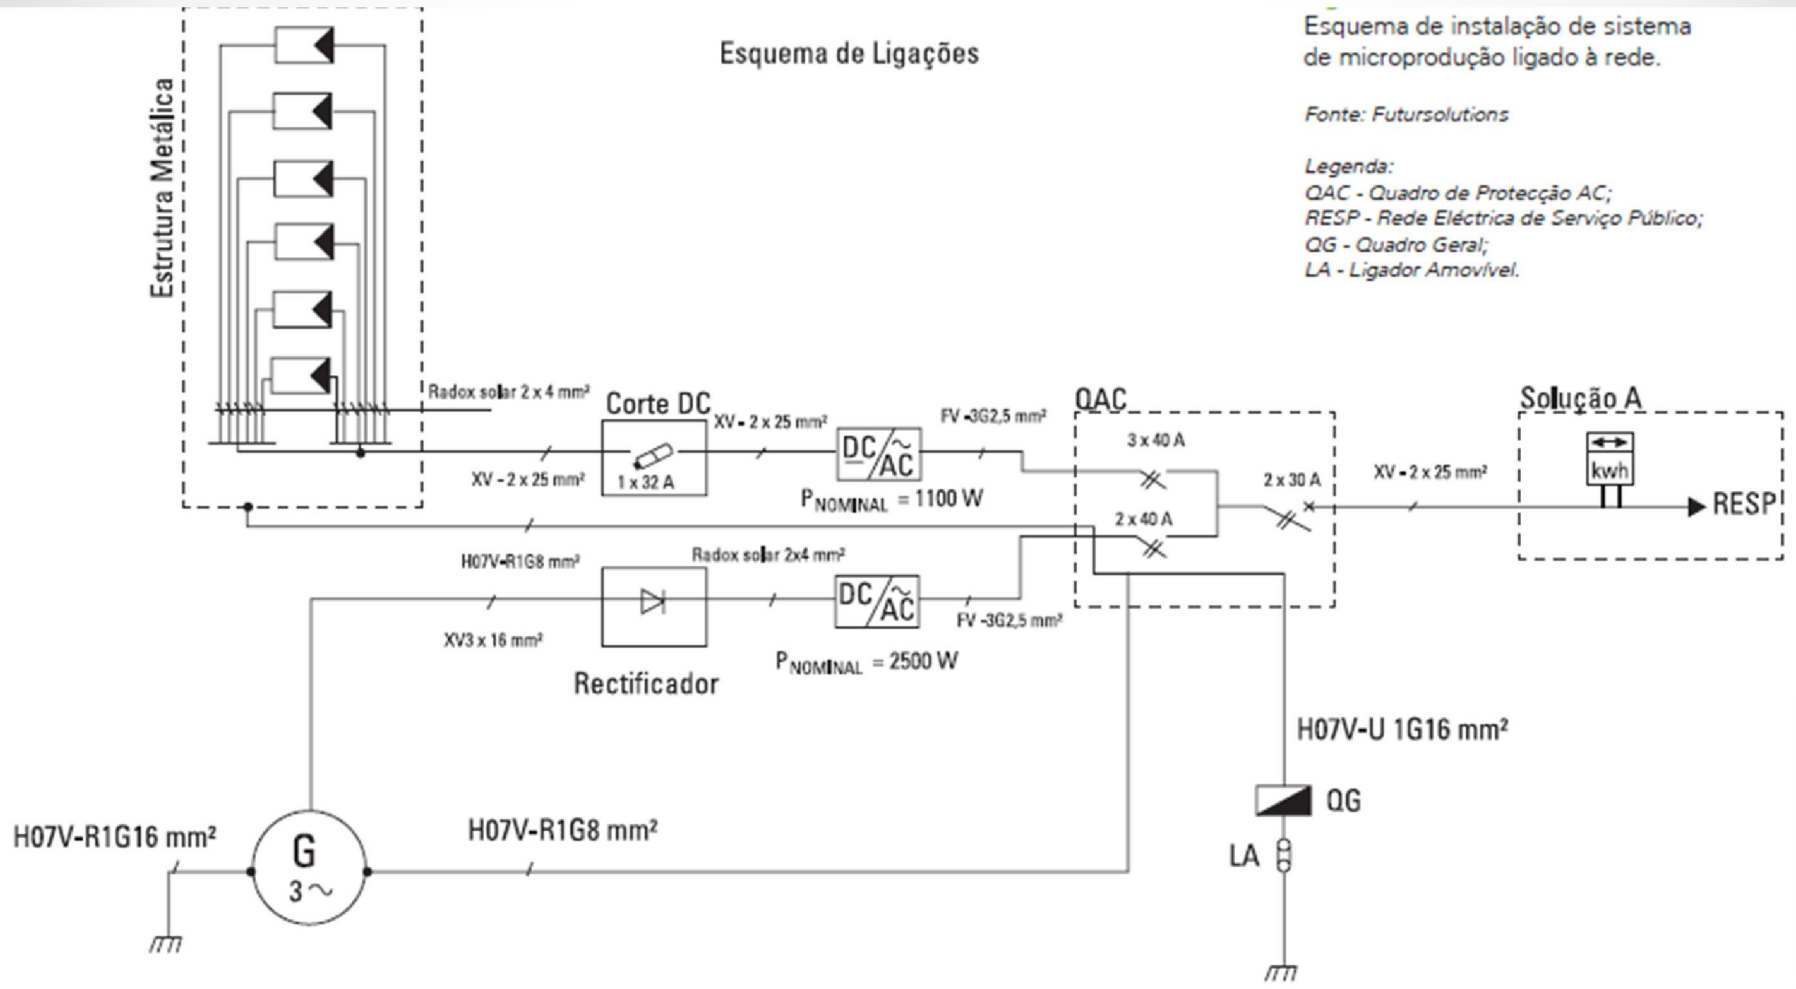 Esquema de Ligações
Esquema de instalação de sistema
de microprodução ligado à rede.
Fonte: Futursolutions
Legenda:
QAC - Quadro de Protecção AC;
RESP - Rede Eléctrica de Serviço Público;
QG - Quadro Geral;
LA - Ligador Amovível.
Estrutura Metálica
Radox solar 2 x 4 mm²
XV - 2 x 25 mm²
Corte DC
1 x 32 A
XV - 2 x 25 mm²
DC/AC
PNOMINAL = 1100 W
FV -3G2,5 mm²
QAC
3 x 40 A
2 x 40 A
2 x 30 A
XV - 2 x 25 mm²
Solução A
kwh
RESP
H07V-R1G8 mm²
XV3 x 16 mm²
Rectificador
Radox solar 2x4 mm²
DC/AC
PNOMINAL = 2500 W
FV -3G2,5 mm²
H07V-U 1G16 mm²
QG
LA
H07V-R1G16 mm²
G
3~
H07V-R1G8 mm²